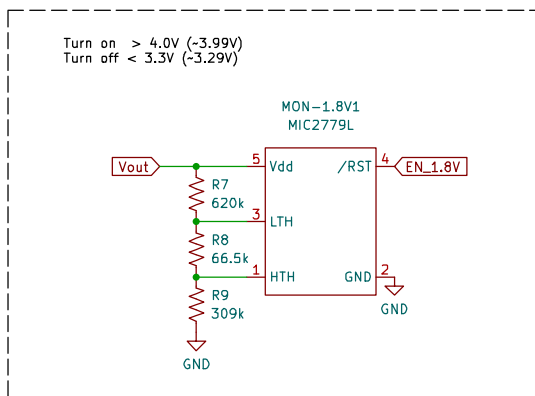 Turn on > 4.0V (~3.99V)
Turn off < 3.3V (~3.29V)
MON-1.8V1
MIC2779L
Vout
5
Vdd
/RST
4
EN_1.8V
R7
620k
3
LTH
R8
66.5k
1
HTH
GND
2
R9
309k
GND
GND